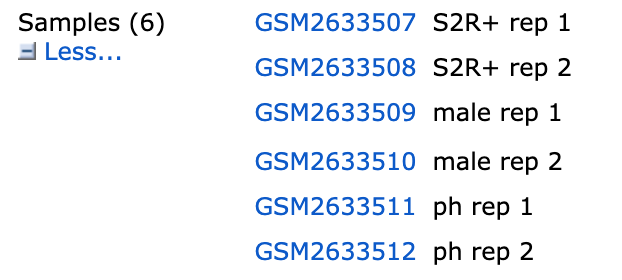 Samples (6) GSM2633507 S2R+ rep 1
Less... GSM2633508 S2R+ rep 2
GSM2633509 male rep 1
GSM2633510 male rep 2
GSM2633511 ph rep 1
GSM2633512 ph rep 2